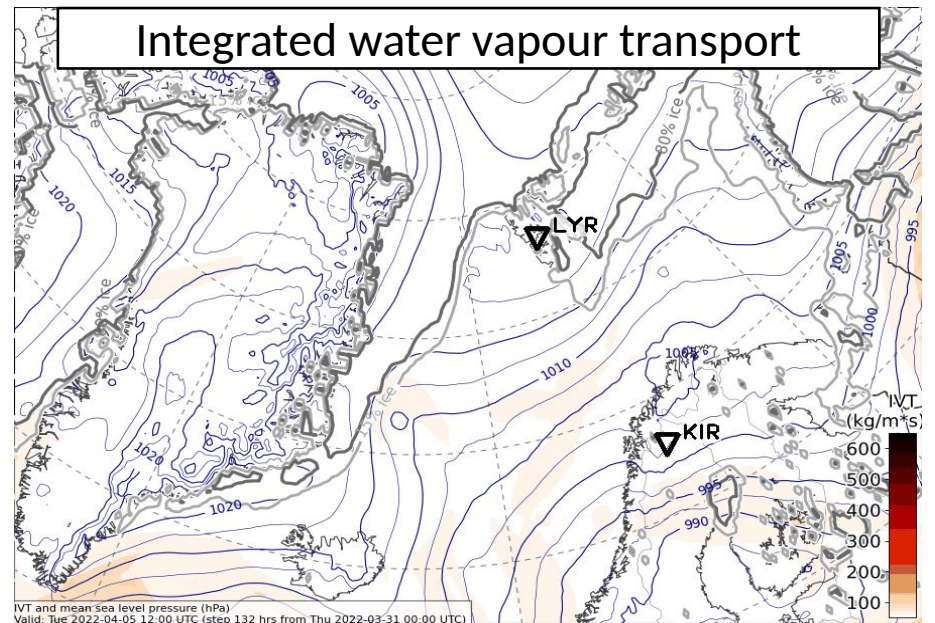 Integrated water vapour transport
1005
1005
1015
80% ice
1020
LYR
995
1005
1000
1010
IVT
(kg/m*s)
KIR
600
500
995
1020
400
990
1020
300
200
100
IVT and mean sea level pressure (hPa)
Valid: Tue 2022-04-05 12:00 UTC (step 132 hrs from Thu 2022-03-31 00:00 UTC)